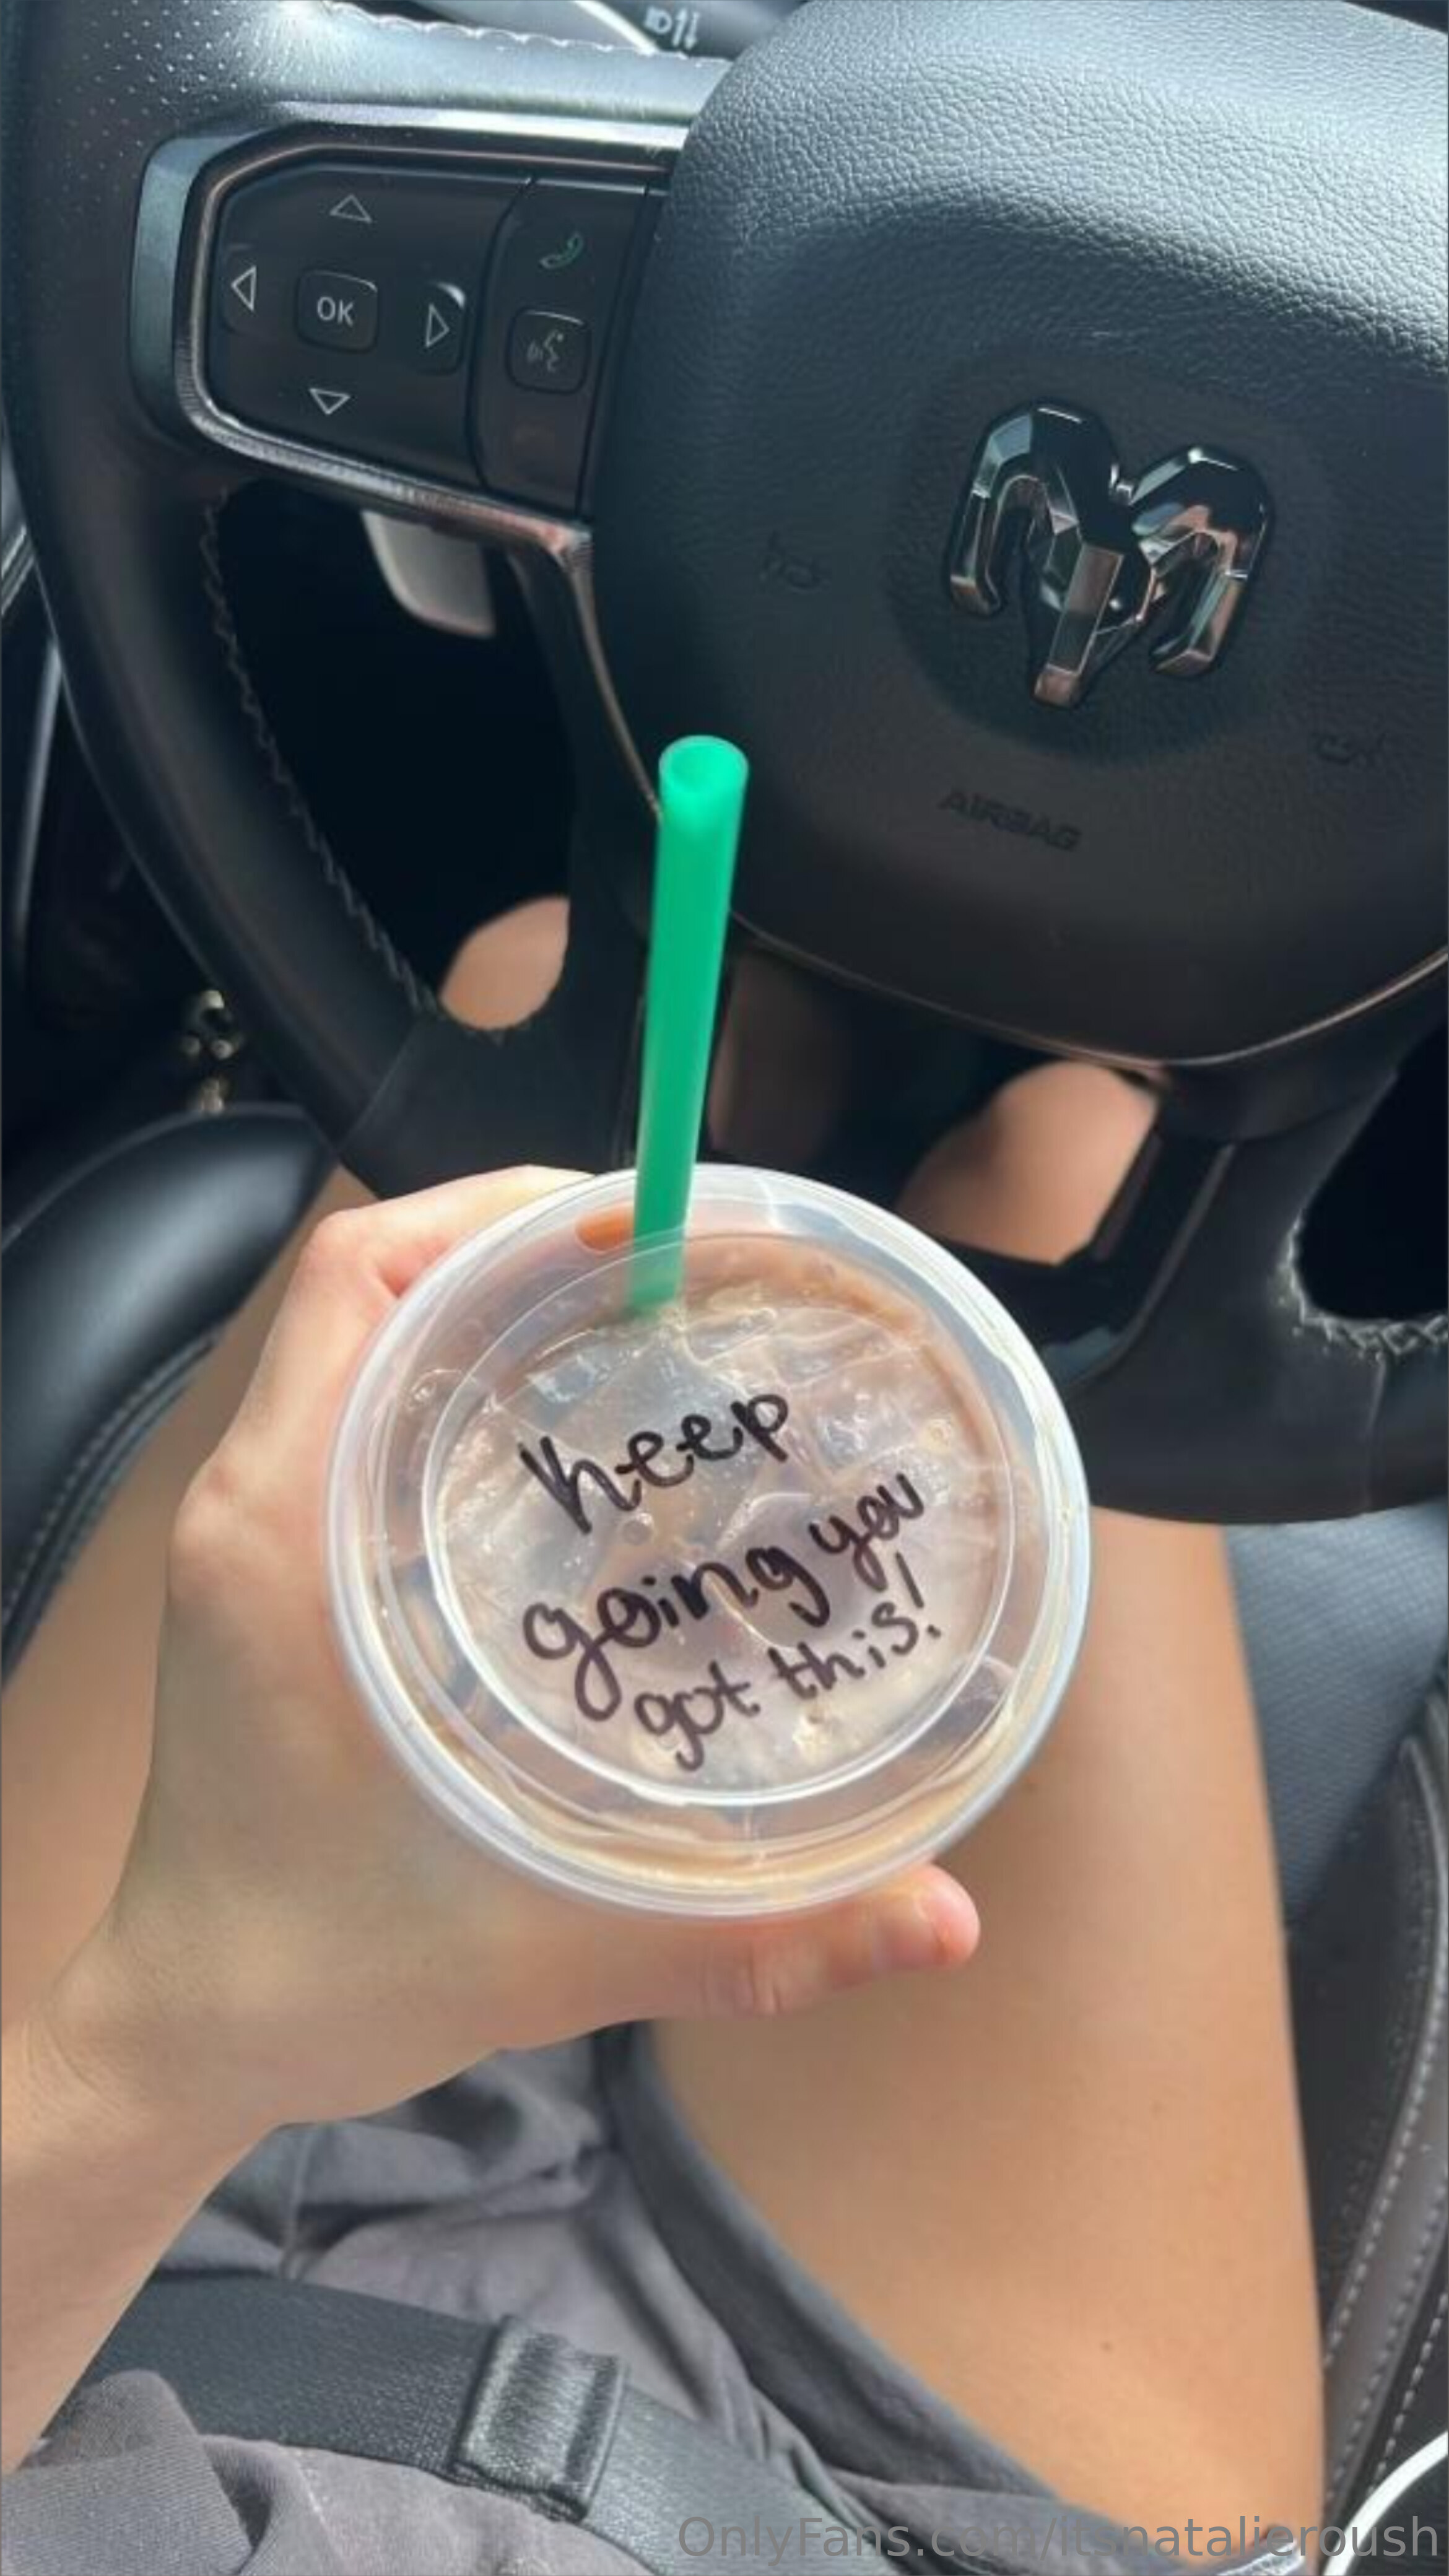 OK
AIRBAG
keep
going you
got this!
OnlyFans.com/itsnatalieroush